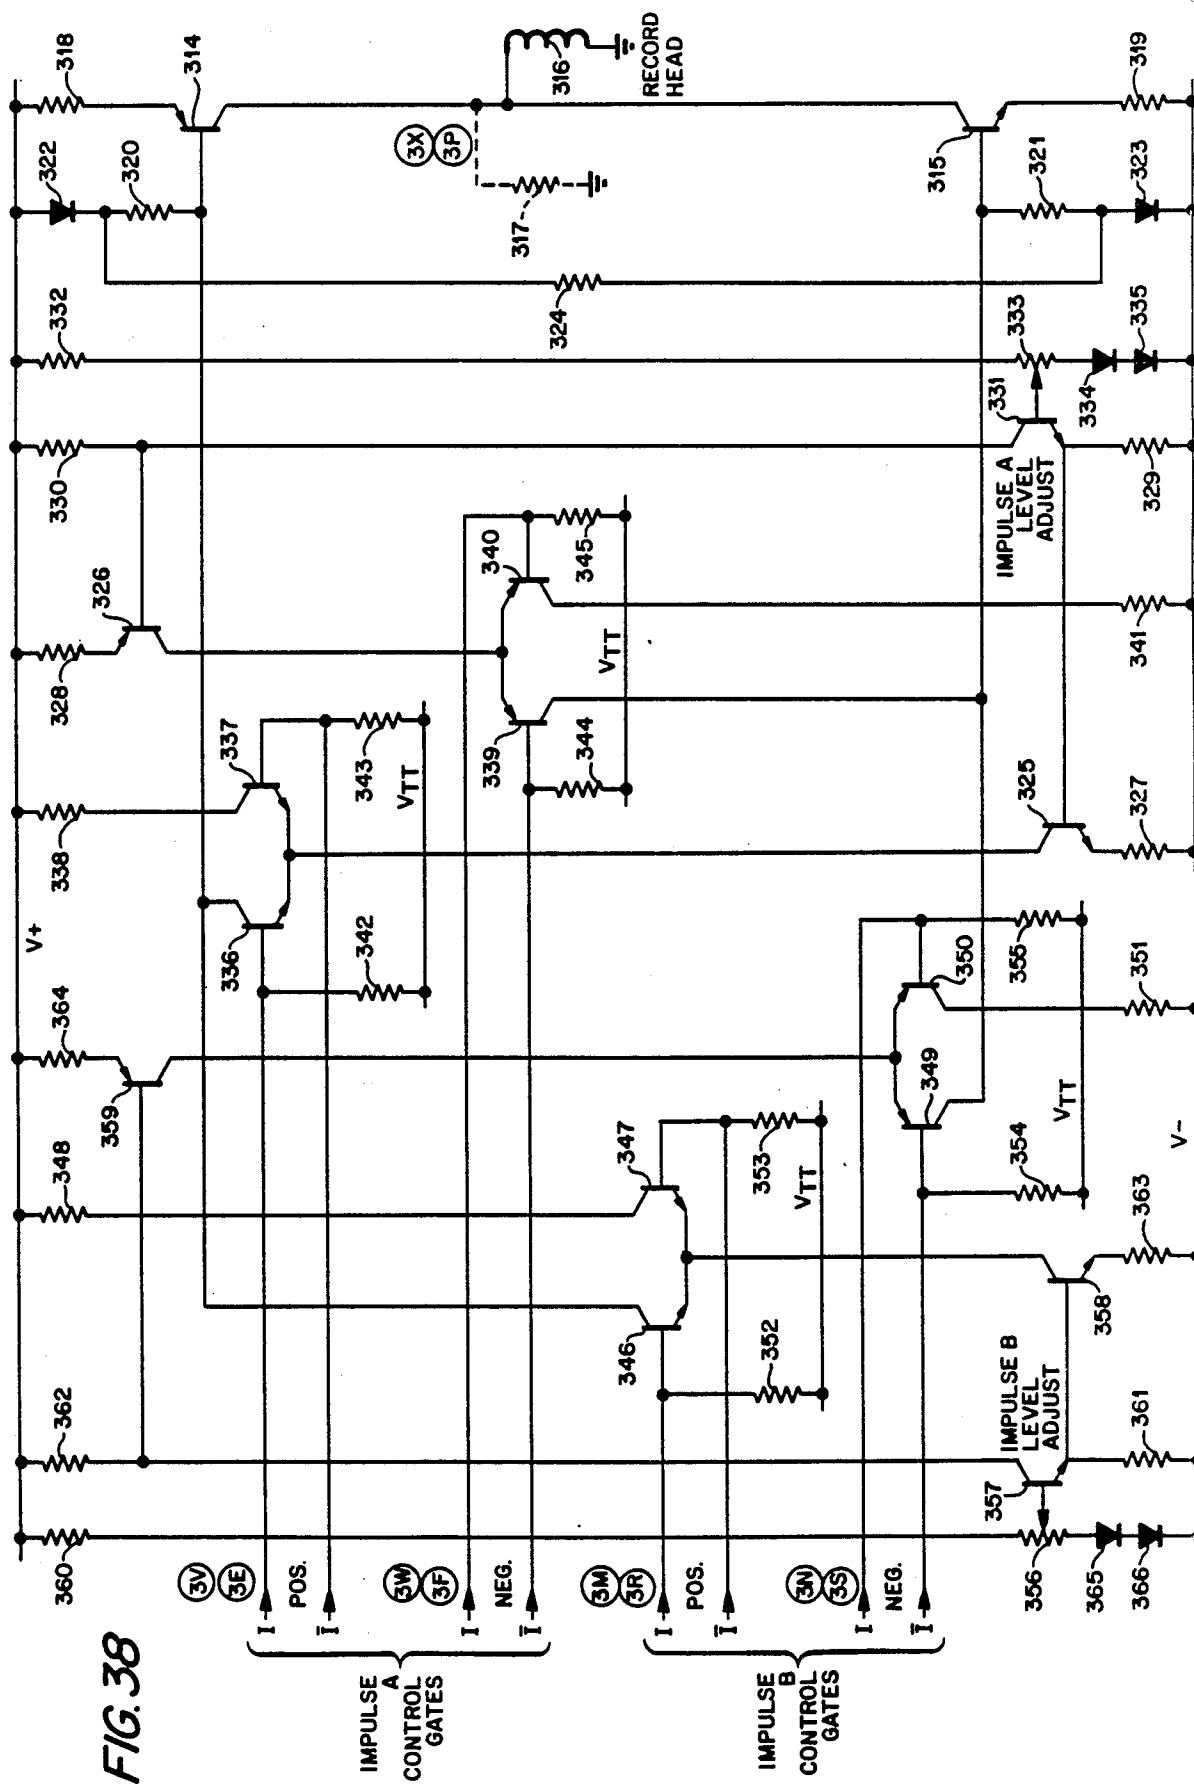 FIG. 38
IMPULSE
A
CONTROL
GATES
I
POS.
Ī
I
NEG.
Ī
3V
3E
3W
3F
IMPULSE
B
CONTROL
GATES
I
POS.
Ī
I
NEG.
Ī
3M
3R
3N
3S
360
362
348
364
V+
338
328
330
332
322
318
359
326
320
314
336
337
342
343
VTT
3X
3P
317
316
RECORD
HEAD
339
340
344
345
VTT
324
346
347
352
353
VTT
349
350
354
355
VTT
325
315
321
323
319
IMPULSE A
LEVEL
ADJUST
331
333
334
335
IMPULSE B
LEVEL
ADJUST
357
356
365
366
361
358
363
V-
351
327
341
329